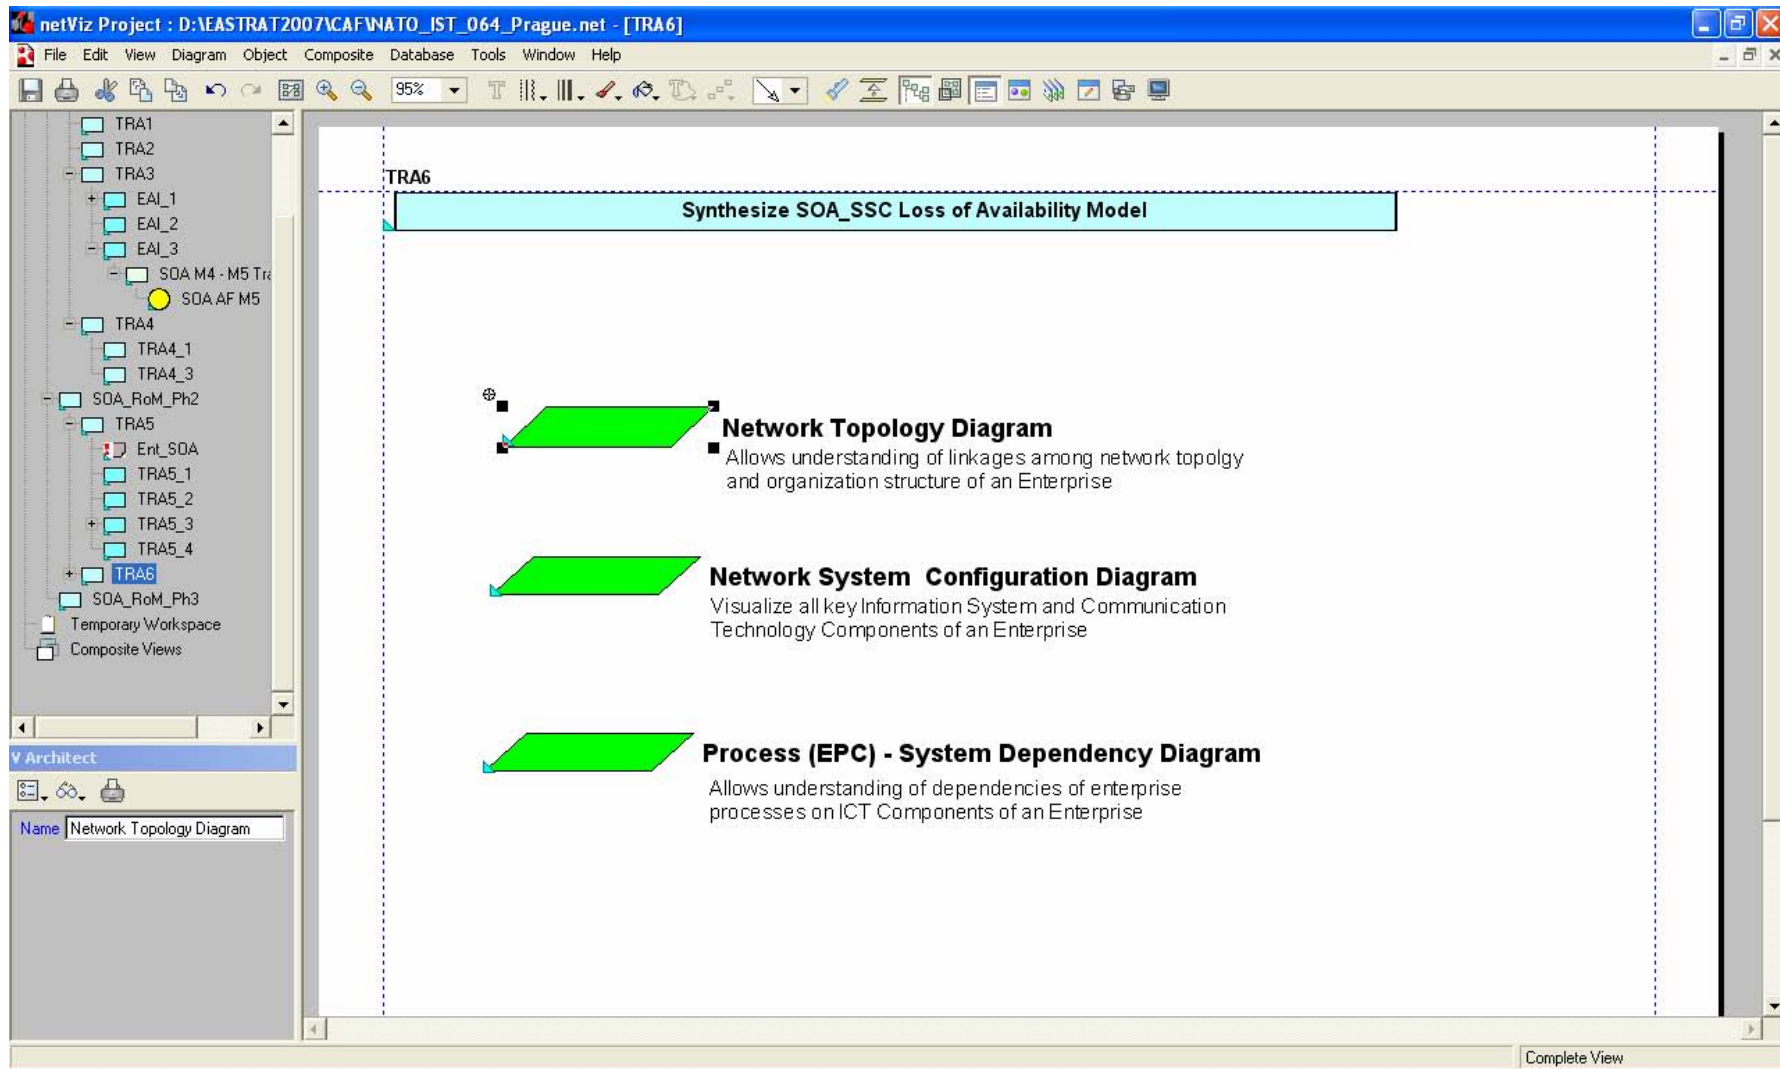 netViz Project : D:\EASTRAT2007\CAF\NATO_IST_064_Prague.net - [TRA6]
File Edit View Diagram Object Composite Database Tools Window Help
95%
TRA1
TRA2
TRA3
EAI_1
EAI_2
EAI_3
SOA M4 - M5 Tra
SOA AF M5
TRA4
TRA4_1
TRA4_3
SOA_RoM_Ph2
TRA5
Ent_SOA
TRA5_1
TRA5_2
TRA5_3
TRA5_4
TRA6
SOA_RoM_Ph3
Temporary Workspace
Composite Views
Architect
Name Network Topology Diagram
TRA6
Synthesize SOA_SSC Loss of Availability Model
Network Topology Diagram
Allows understanding of linkages among network topolgy
and organization structure of an Enterprise
Network System Configuration Diagram
Visualize all key Information System and Communication
Technology Components of an Enterprise
Process (EPC) - System Dependency Diagram
Allows understanding of dependencies of enterprise
processes on ICT Components of an Enterprise
Complete View